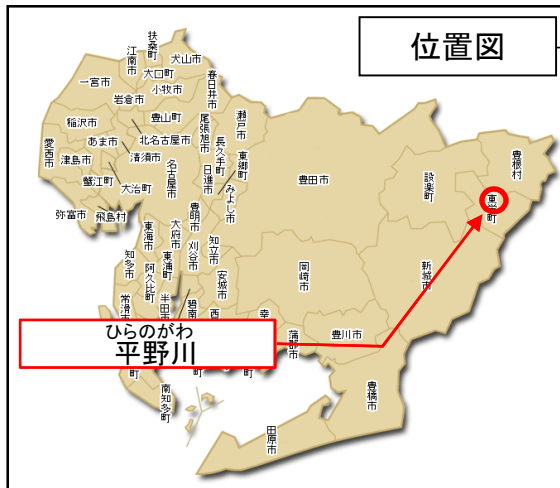 位置図
扶桑町
江南市
犬山市
大口町
一宮市
小牧市
岩倉市
春日井市
稲沢市
豊山町
尾張旭市
瀬戸市
北名古屋市
あま市
長久手町
愛西市
津島市
清須市
名古屋市
日進市
東郷町
蟹江町
大治町
みよし市
豊田市
設楽町
豊根村
東栄町
弥富市
飛島村
豊明市
大府市
東海市
知多市
東浦町
刈谷市
知立市
阿久比町
安城市
岡崎市
新城市
常滑市
半田市
碧南
西
幸
蒲郡市
豊川市
ひらのがわ
平野川
町
町
町
南知多町
豊橋市
田原市